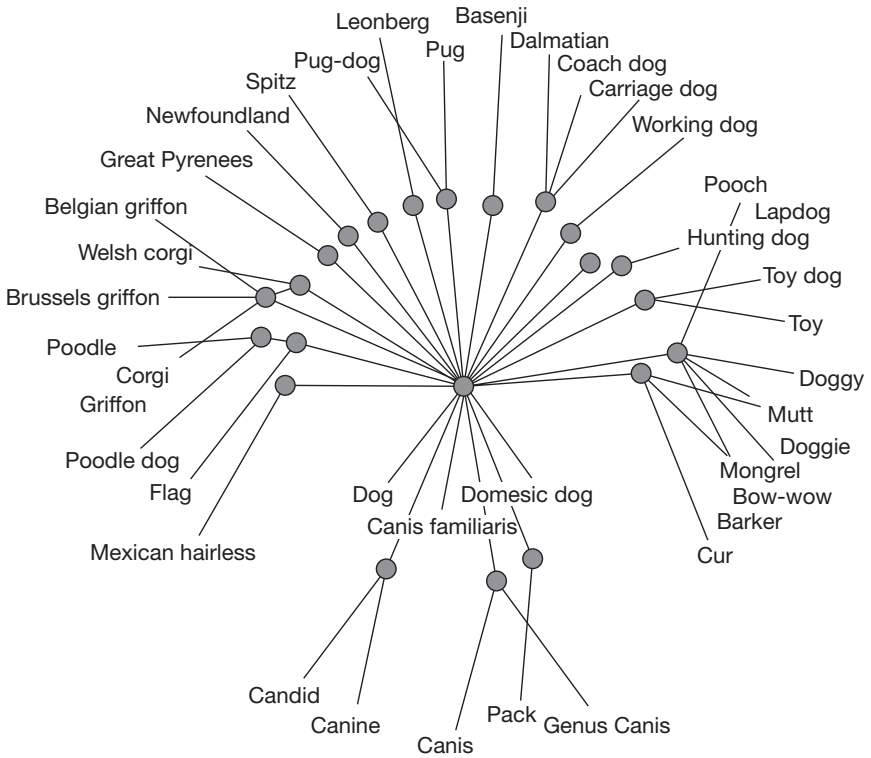 Basenji
Leonberg
Dalmatian
Pug
Pug-dog
Coach dog
Spitz
Carriage dog
Newfoundland
Working dog
Great Pyrenees
Pooch
Belgian griffon
Lapdog
Hunting dog
Welsh corgi
Toy dog
Brussels griffon
Toy
Poodle
Corgi
Doggy
Griffon
Mutt
Doggie
Poodle dog
Mongrel
Flag
Dog
Domesic dog
Bow-wow
Canis familiaris
Barker
Mexican hairless
Cur
Candid
Pack
Canine
Genus Canis
Canis